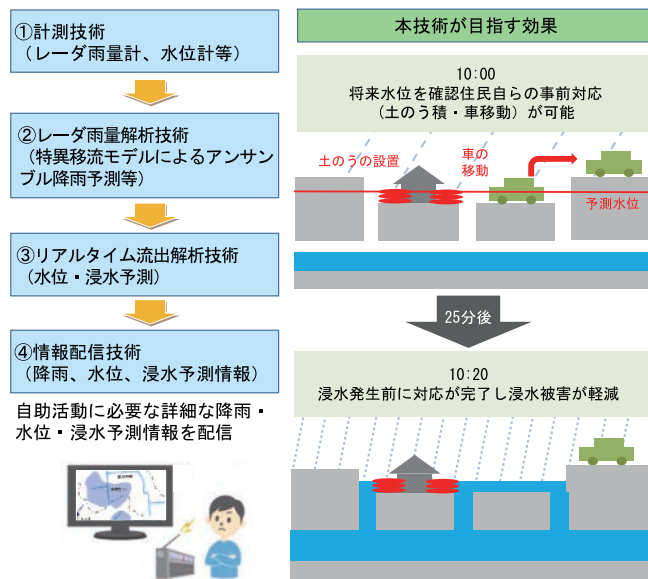 ①計測技術
（レーダ雨量計、水位計等）
②レーダ雨量解析技術
（特異移流モデルによるアンサン
ブル降雨予測等）
③リアルタイム流出解析技術
（水位・浸水予測）
④情報配信技術
（降雨、水位、浸水予測情報）
自助活動に必要な詳細な降雨・
水位・浸水予測情報を配信
本技術が目指す効果
10:00
将来水位を確認住民自らの事前対応
（土のう積・車移動）が可能
土のうの設置
車の
移動
予測水位
25分後
10:20
浸水発生前に対応が完了し浸水被害が軽減